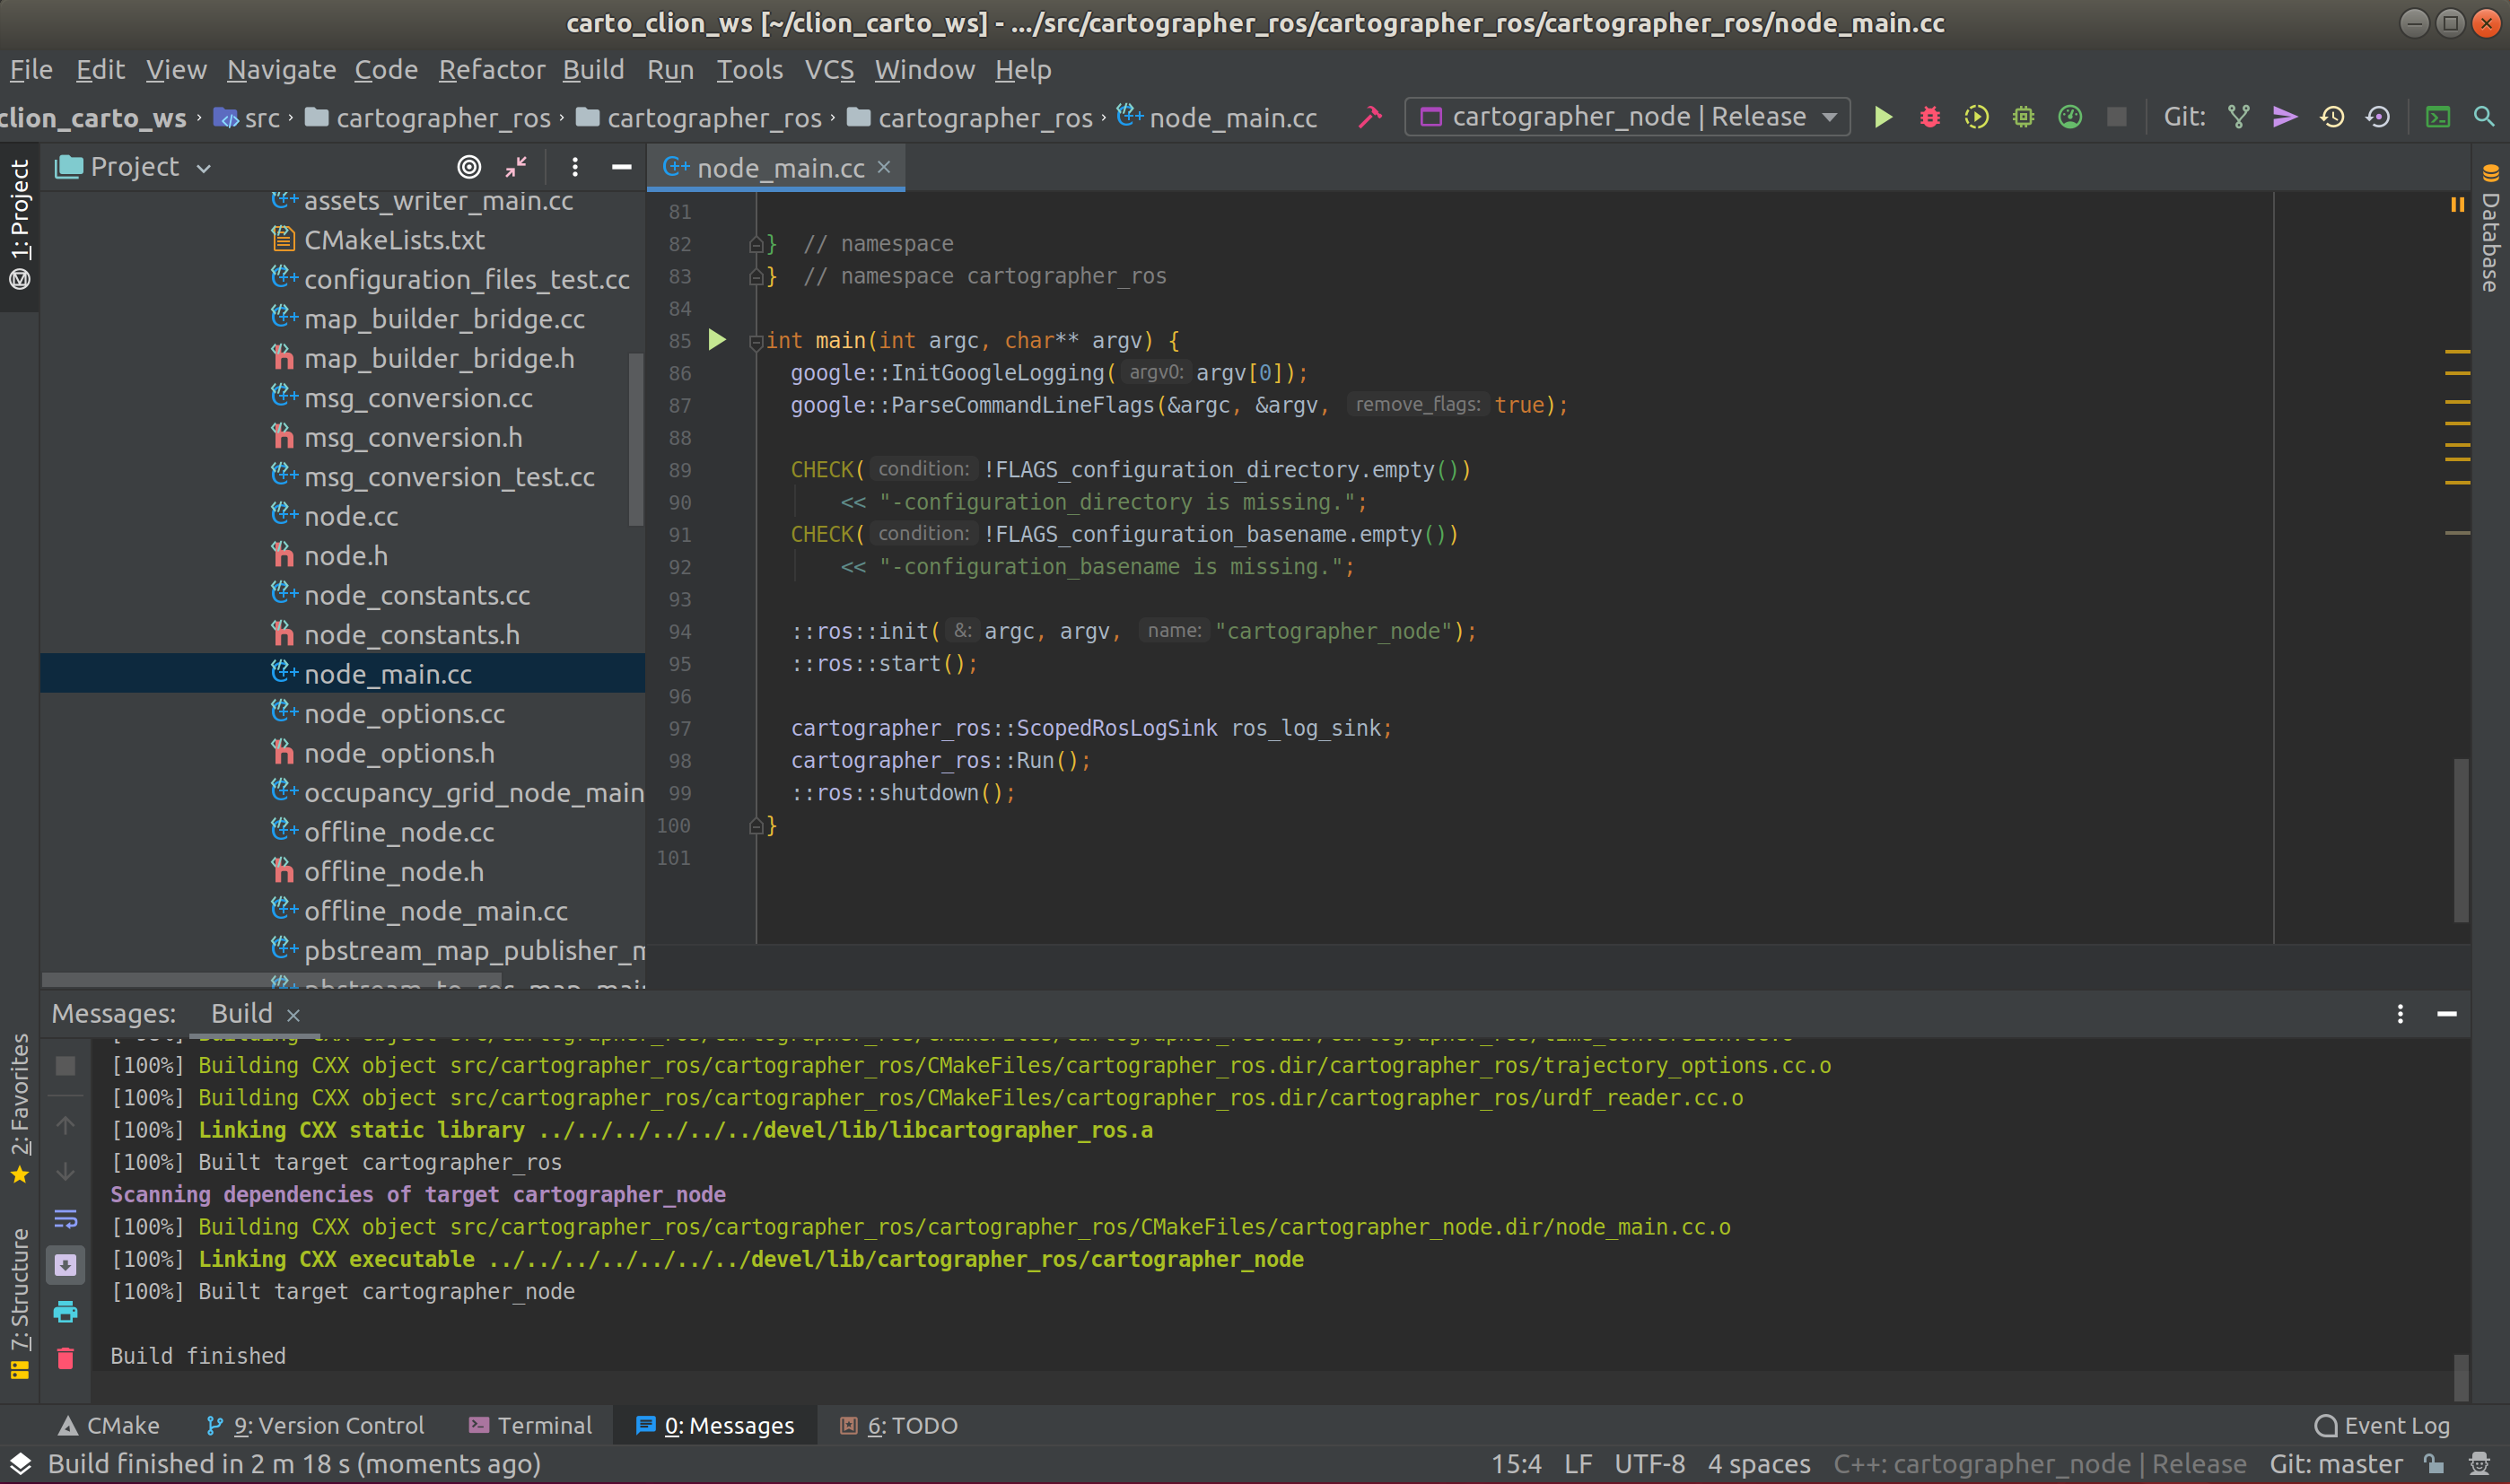 carto_clion_ws [~/clion_carto_ws] - .../src/cartographer_ros/cartographer_ros/cartographer_ros/node_main.cc
File Edit View Navigate Code Refactor Build Run Tools VCS Window Help
clion_carto_ws › src › cartographer_ros › cartographer_ros › cartographer_ros › node_main.cc cartographer_node | Release Git:
1: Project
Project
node_main.cc ×
Database
assets_writer_main.cc
CMakeLists.txt
configuration_files_test.cc
map_builder_bridge.cc
map_builder_bridge.h
msg_conversion.cc
msg_conversion.h
msg_conversion_test.cc
node.cc
node.h
node_constants.cc
node_constants.h
node_main.cc
node_options.cc
node_options.h
occupancy_grid_node_main
offline_node.cc
offline_node.h
offline_node_main.cc
pbstream_map_publisher_m
81
82 } // namespace
83 } // namespace cartographer_ros
84
85 int main(int argc, char** argv) {
86 google::InitGoogleLogging( argv0: argv[0]);
87 google::ParseCommandLineFlags(&argc, &argv, remove_flags: true);
88
89 CHECK( condition: !FLAGS_configuration_directory.empty())
90 << "-configuration_directory is missing.";
91 CHECK( condition: !FLAGS_configuration_basename.empty())
92 << "-configuration_basename is missing.";
93
94 ::ros::init( &: argc, argv, name: "cartographer_node");
95 ::ros::start();
96
97 cartographer_ros::ScopedRosLogSink ros_log_sink;
98 cartographer_ros::Run();
99 ::ros::shutdown();
100 }
101
2: Favorites
7: Structure
Messages: Build ×
[100%] Building CXX object src/cartographer_ros/cartographer_ros/CMakeFiles/cartographer_ros.dir/cartographer_ros/trajectory_options.cc.o
[100%] Building CXX object src/cartographer_ros/cartographer_ros/CMakeFiles/cartographer_ros.dir/cartographer_ros/urdf_reader.cc.o
[100%] Linking CXX static library ../../../../../../devel/lib/libcartographer_ros.a
[100%] Built target cartographer_ros
Scanning dependencies of target cartographer_node
[100%] Building CXX object src/cartographer_ros/cartographer_ros/cartographer_ros/CMakeFiles/cartographer_node.dir/node_main.cc.o
[100%] Linking CXX executable ../../../../../../../devel/lib/cartographer_ros/cartographer_node
[100%] Built target cartographer_node
Build finished
CMake 9: Version Control Terminal 0: Messages 6: TODO Event Log
Build finished in 2 m 18 s (moments ago) 15:4 LF UTF-8 4 spaces C++: cartographer_node | Release Git: master